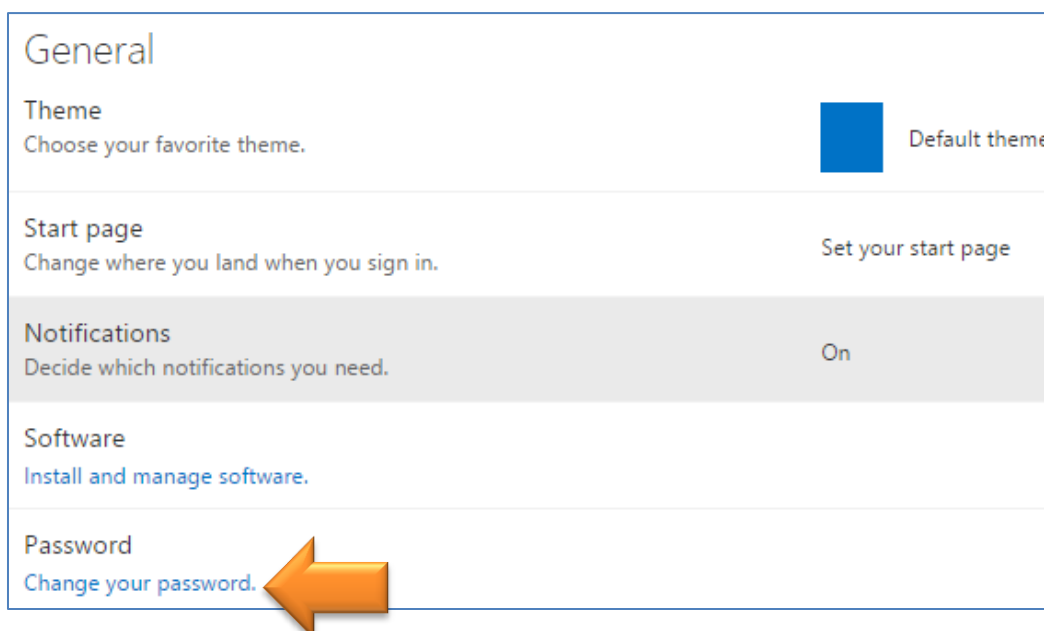 General
Theme
Choose your favorite theme.
Default theme
Start page
Change where you land when you sign in.
Set your start page
Notifications
Decide which notifications you need.
On
Software
Install and manage software.
Password
Change your password.